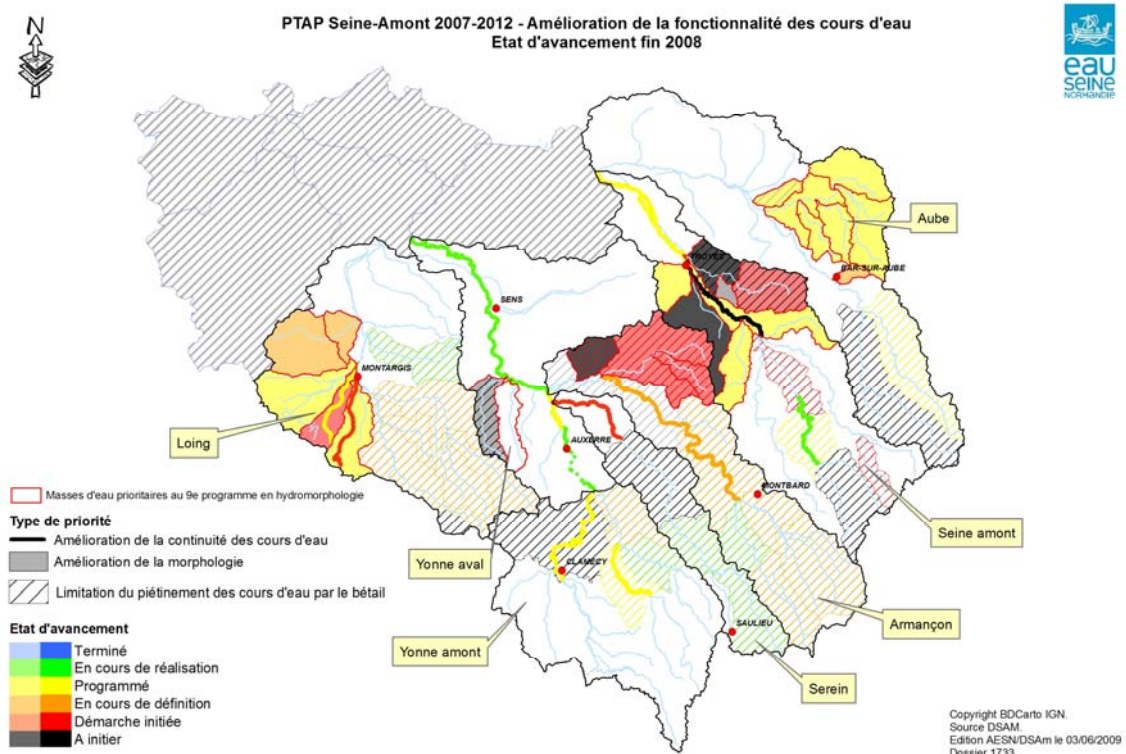 PTAP Seine-Amont 2007-2012 - Amélioration de la fonctionnalité des cours d'eau
Etat d'avancement fin 2008
N
eau
SEINE
NORMANDIE
Aube
TROYES
BAR-SUR-AUBE
SENS
MONTARGIS
Loing
AUXERRE
MONTBARD
Masses d'eau prioritaires au 9e programme en hydromorphologie
Type de priorité
Amélioration de la continuité des cours d'eau
Amélioration de la morphologie
Limitation du piétinement des cours d'eau par le bétail
Seine amont
Yonne aval
CLAMECY
Armançon
SAULIEU
Yonne amont
Serein
Etat d'avancement
Terminé
En cours de réalisation
Programmé
En cours de définition
Démarche initiée
A initier
Copyright BDCarto IGN.
Source DSAM.
Edition AESN/DSAm le 03/06/2009
Dossier 1733